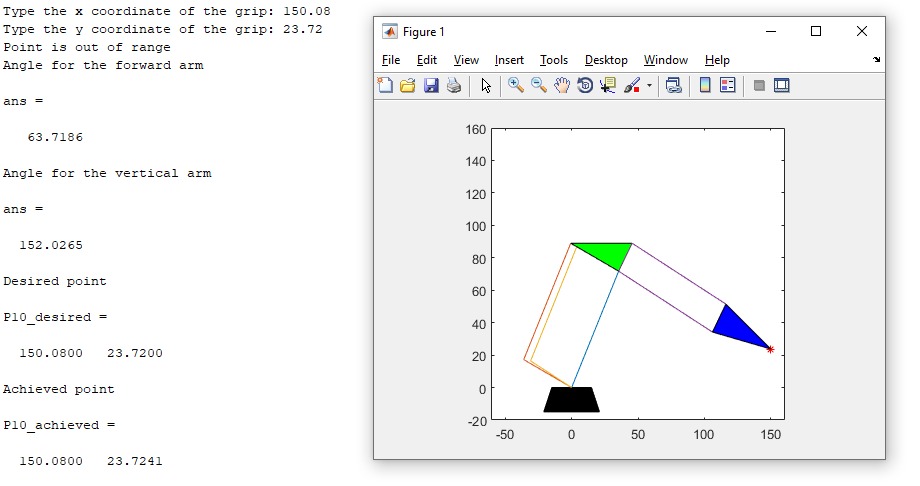 Type the x coordinate of the grip: 150.08
Type the y coordinate of the grip: 23.72
Point is out of range
Angle for the forward arm
ans =
63.7186
Angle for the vertical arm
ans =
152.0265
Desired point
P10_desired =
150.0800 23.7200
Achieved point
P10_achieved =
150.0800 23.7241
Figure 1
File Edit View Insert Tools Desktop Window Help
160
140
120
100
80
60
40
20
0
-20
-50 0 50 100 150